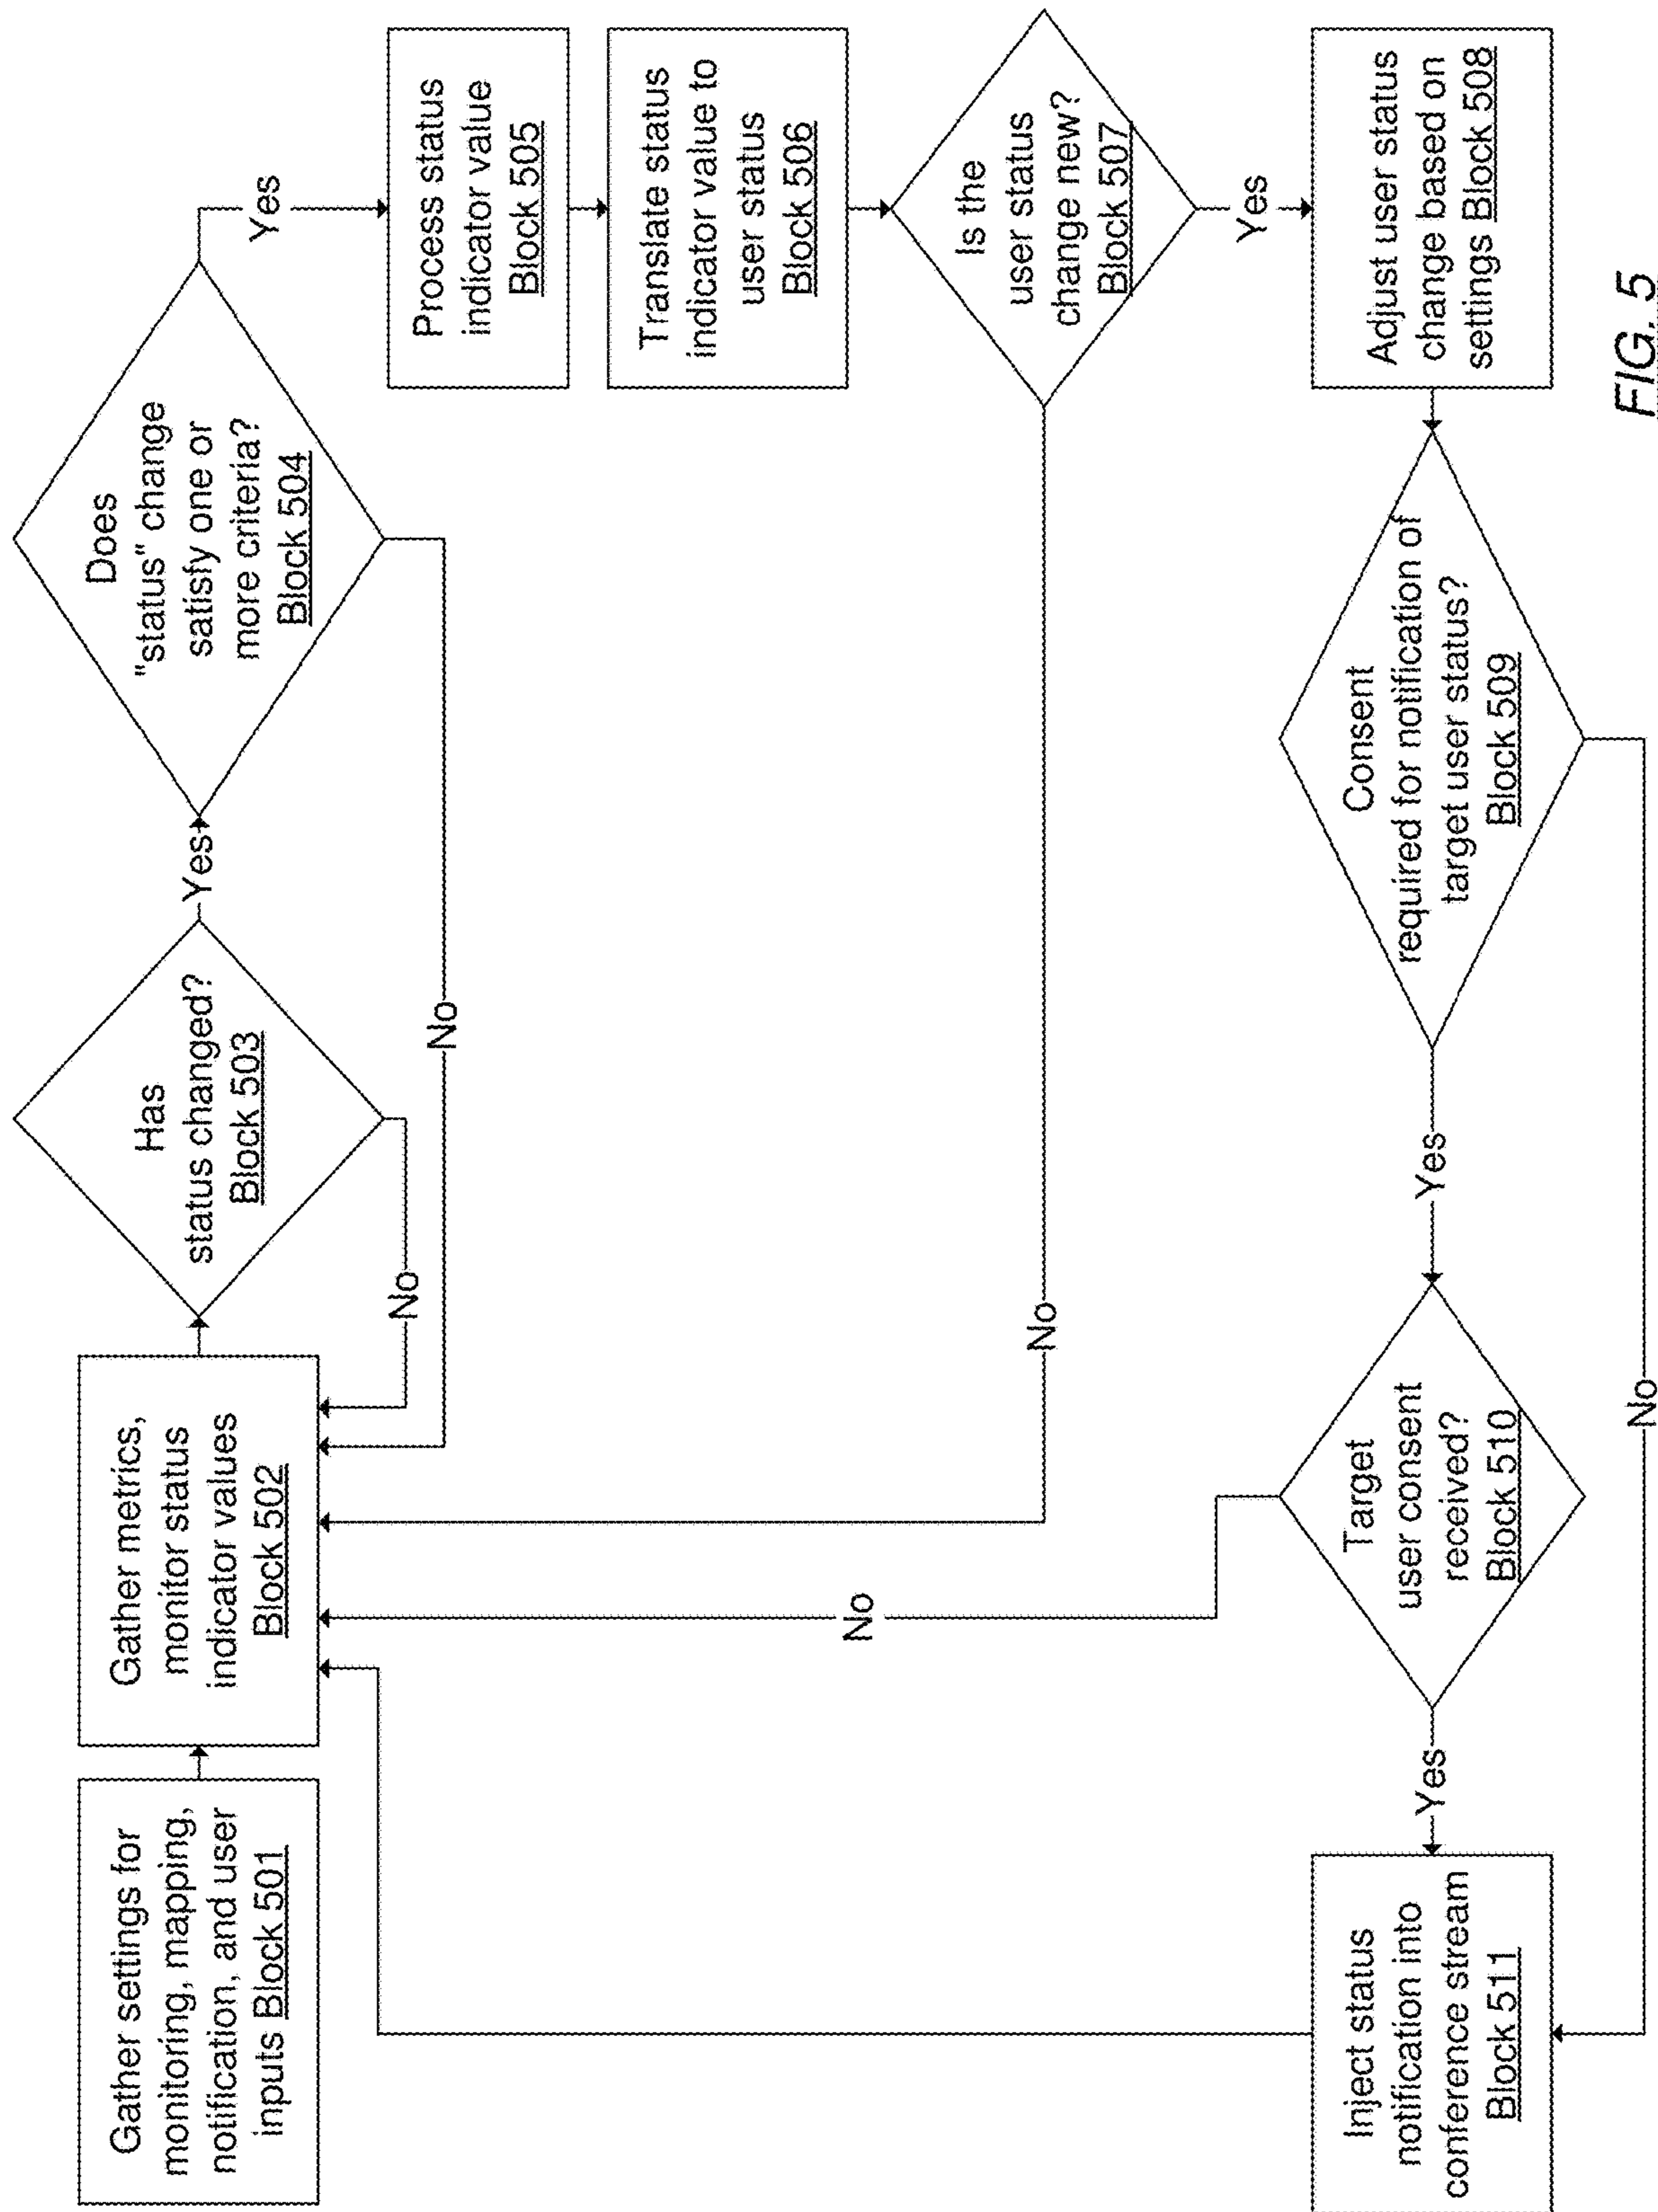 Gather settings for
monitoring, mapping,
notification, and user
inputs Block 501
Gather metrics,
monitor status
indicator values
Block 502
Has
status changed?
Block 503
Yes
No
Does
"status" change
satisfy one or
more criteria?
Block 504
Yes
No
Process status
indicator value
Block 505
Translate status
indicator value to
user status
Block 506
Is the
user status
change new?
Block 507
No
Yes
Adjust user status
change based on
settings Block 508
Consent
required for notification of
target user status?
Block 509
Yes
No
Target
user consent
received?
Block 510
No
Yes
Inject status
notification into
conference stream
Block 511
FIG. 5